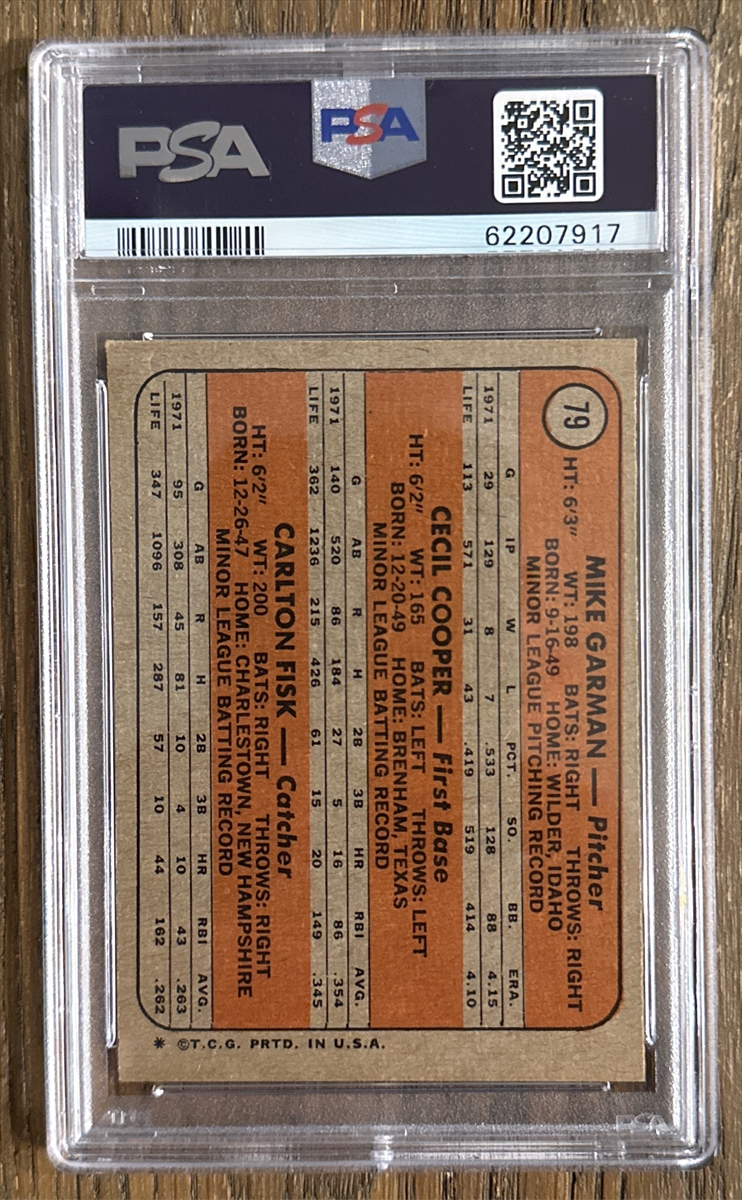 PSA
PSA
62207917
79
MIKE GARMAN — Pitcher
HT: 6'3" WT: 198 BATS: RIGHT THROWS: RIGHT
BORN: 9-16-49 HOME: WILDER, IDAHO
MINOR LEAGUE PITCHING RECORD
G IP W L PCT. SO. BB. ERA.
1971 29 129 8 7 .533 128 88 4.15
LIFE 113 571 31 43 .419 519 414 4.10
CECIL COOPER — First Base
HT: 6'2" WT: 165 BATS: LEFT THROWS: LEFT
BORN: 12-20-49 HOME: BRENHAM, TEXAS
MINOR LEAGUE BATTING RECORD
G AB R H 2B 3B HR RBI AVG.
1971 140 520 86 184 27 5 16 86 .354
LIFE 362 1236 215 426 61 15 20 149 .345
CARLTON FISK — Catcher
HT: 6'2" WT: 200 BATS: RIGHT THROWS: RIGHT
BORN: 12-26-47 HOME: CHARLESTOWN, NEW HAMPSHIRE
MINOR LEAGUE BATTING RECORD
G AB R H 2B 3B HR RBI AVG.
1971 95 308 45 81 10 4 10 43 .263
LIFE 347 1096 157 287 57 10 44 162 .262
* ©T.C.G. PRTD. IN U.S.A.
PSA